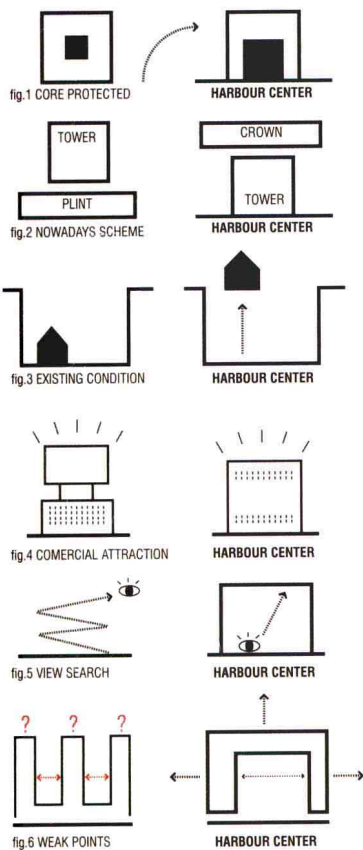 fig.1 CORE PROTECTED
HARBOUR CENTER
TOWER
PLINT
fig.2 NOWADAYS SCHEME
CROWN
TOWER
HARBOUR CENTER
fig.3 EXISTING CONDITION
HARBOUR CENTER
fig.4 COMERCIAL ATTRACTION
HARBOUR CENTER
fig.5 VIEW SEARCH
HARBOUR CENTER
? ? ?
fig.6 WEAK POINTS
HARBOUR CENTER